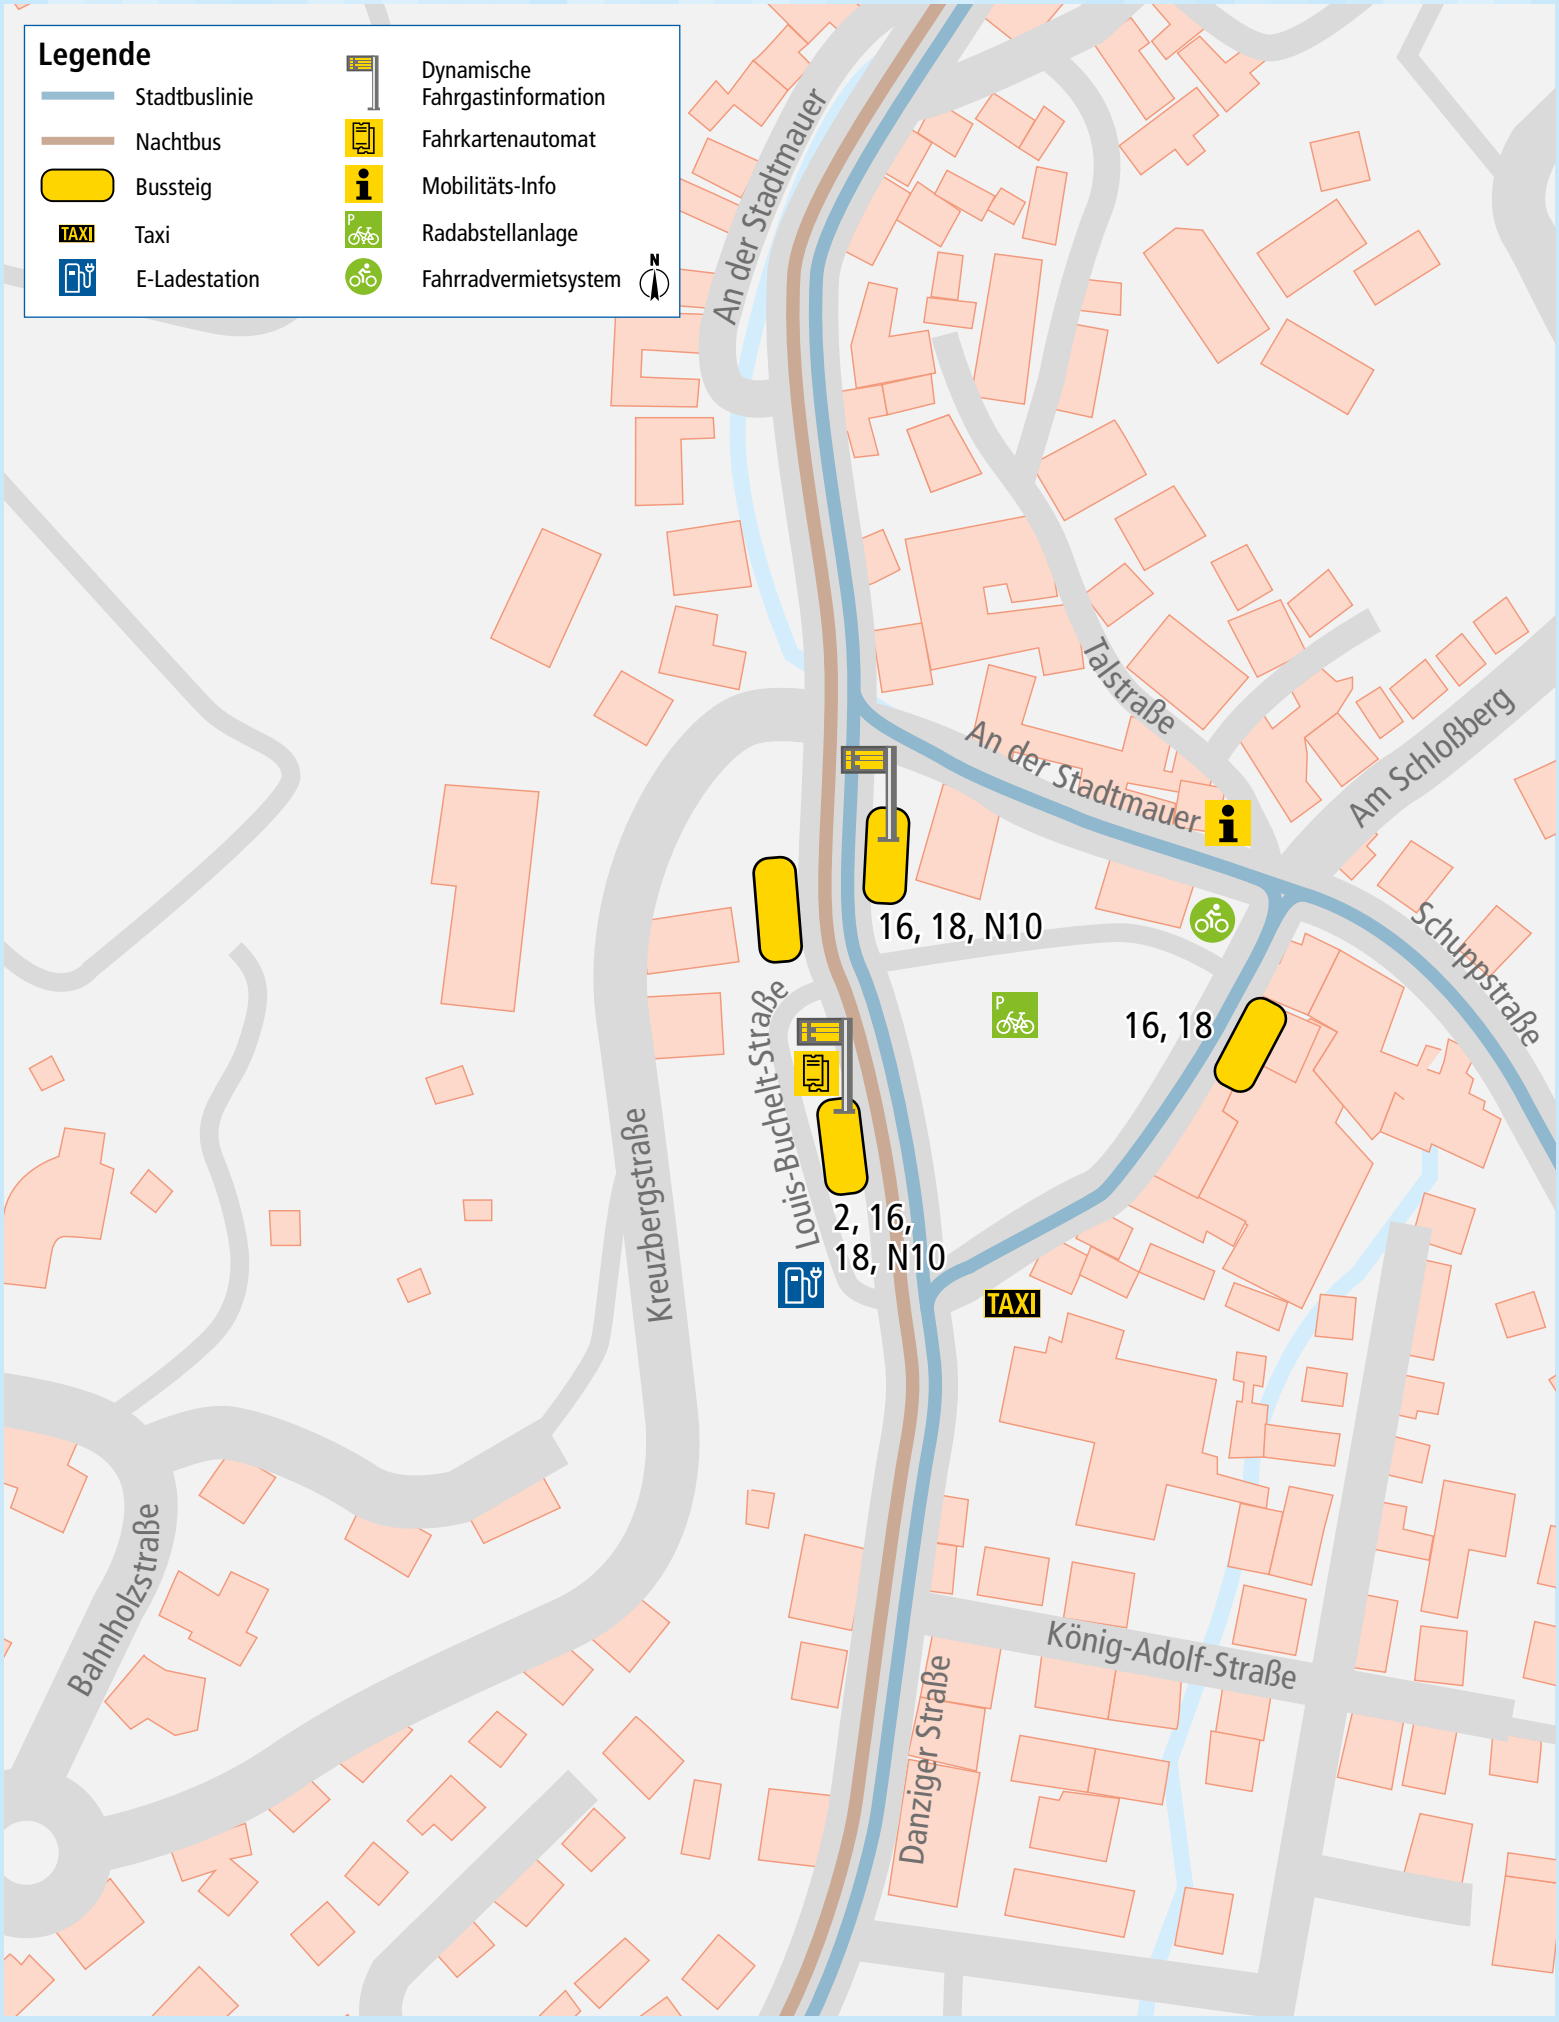 Legende
Stadtbuslinie
Nachtbus
Bussteig
TAXI Taxi
E-Ladestation
Dynamische
Fahrgastinformation
Fahrkartenautomat
i Mobilitäts-Info
P Radabstellanlage
Fahrradvermietsystem
N
An der Stadtmauer
Talstraße
An der Stadtmauer
i
Am Schloßberg
Schuppstraße
16, 18, N10
P
16, 18
Louis-Buchelt-Straße
Kreuzbergstraße
2, 16,
18, N10
TAXI
Bahnholzstraße
König-Adolf-Straße
Danziger Straße